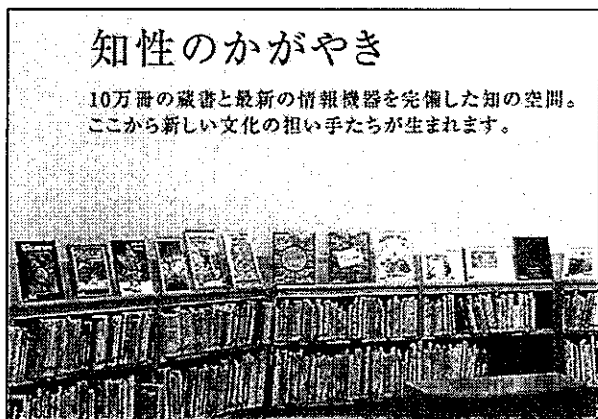 知性のかがやき
10万冊の蔵書と最新の情報機器を完備した知の空間。
ここから新しい文化の担い手たちが生まれます。